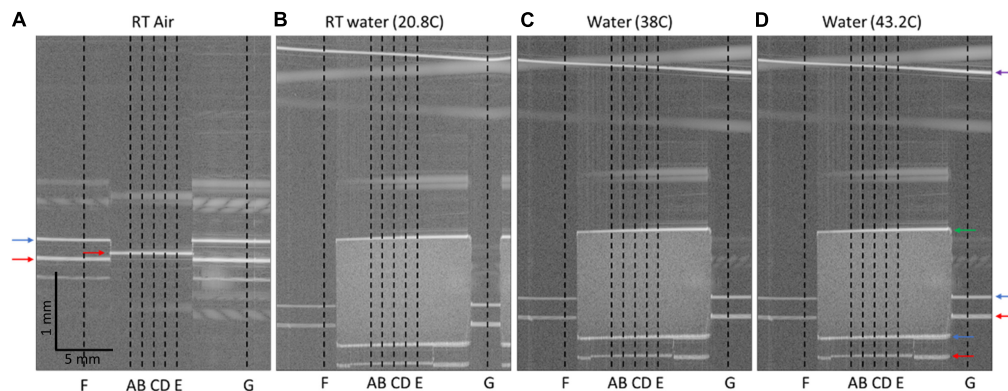 A RT Air
B RT water (20.8C)
C Water (38C)
D Water (43.2C)
1 mm
5 mm
F AB CD E G
F AB CD E G
F AB CD E G
F AB CD E G